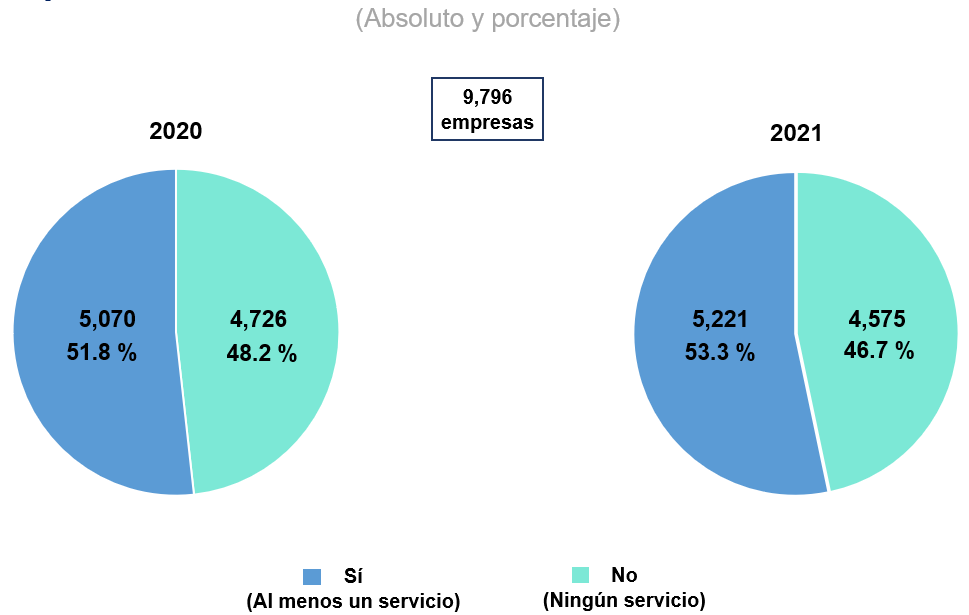 (Absoluto y porcentaje)
9,796
empresas
2020
2021
5,070
51.8 %
4,726
48.2 %
5,221
53.3 %
4,575
46.7 %
Sí
(Al menos un servicio)
No
(Ningún servicio)